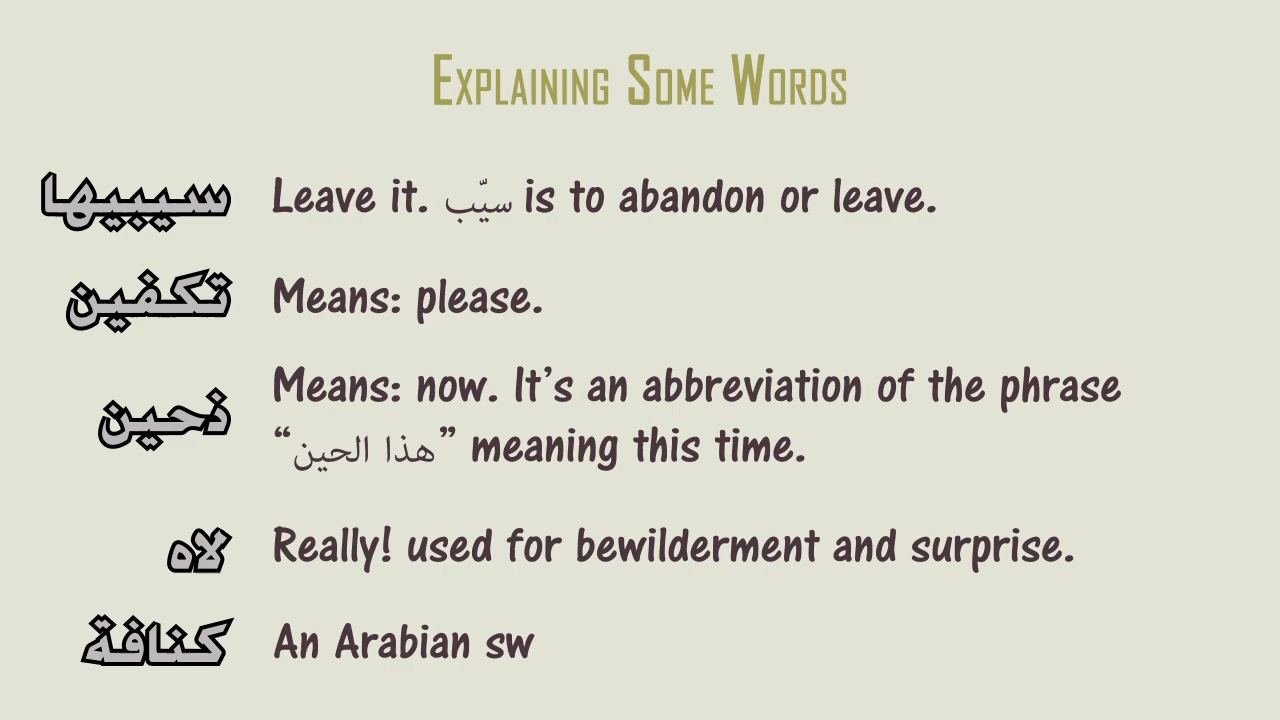 Explaining Some Words
سيبيها Leave it. سيّب is to abandon or leave.
تكفين Means: please.
ذحين Means: now. It’s an abbreviation of the phrase
“هذا الحين” meaning this time.
لاه Really! used for bewilderment and surprise.
كنافة An Arabian sw